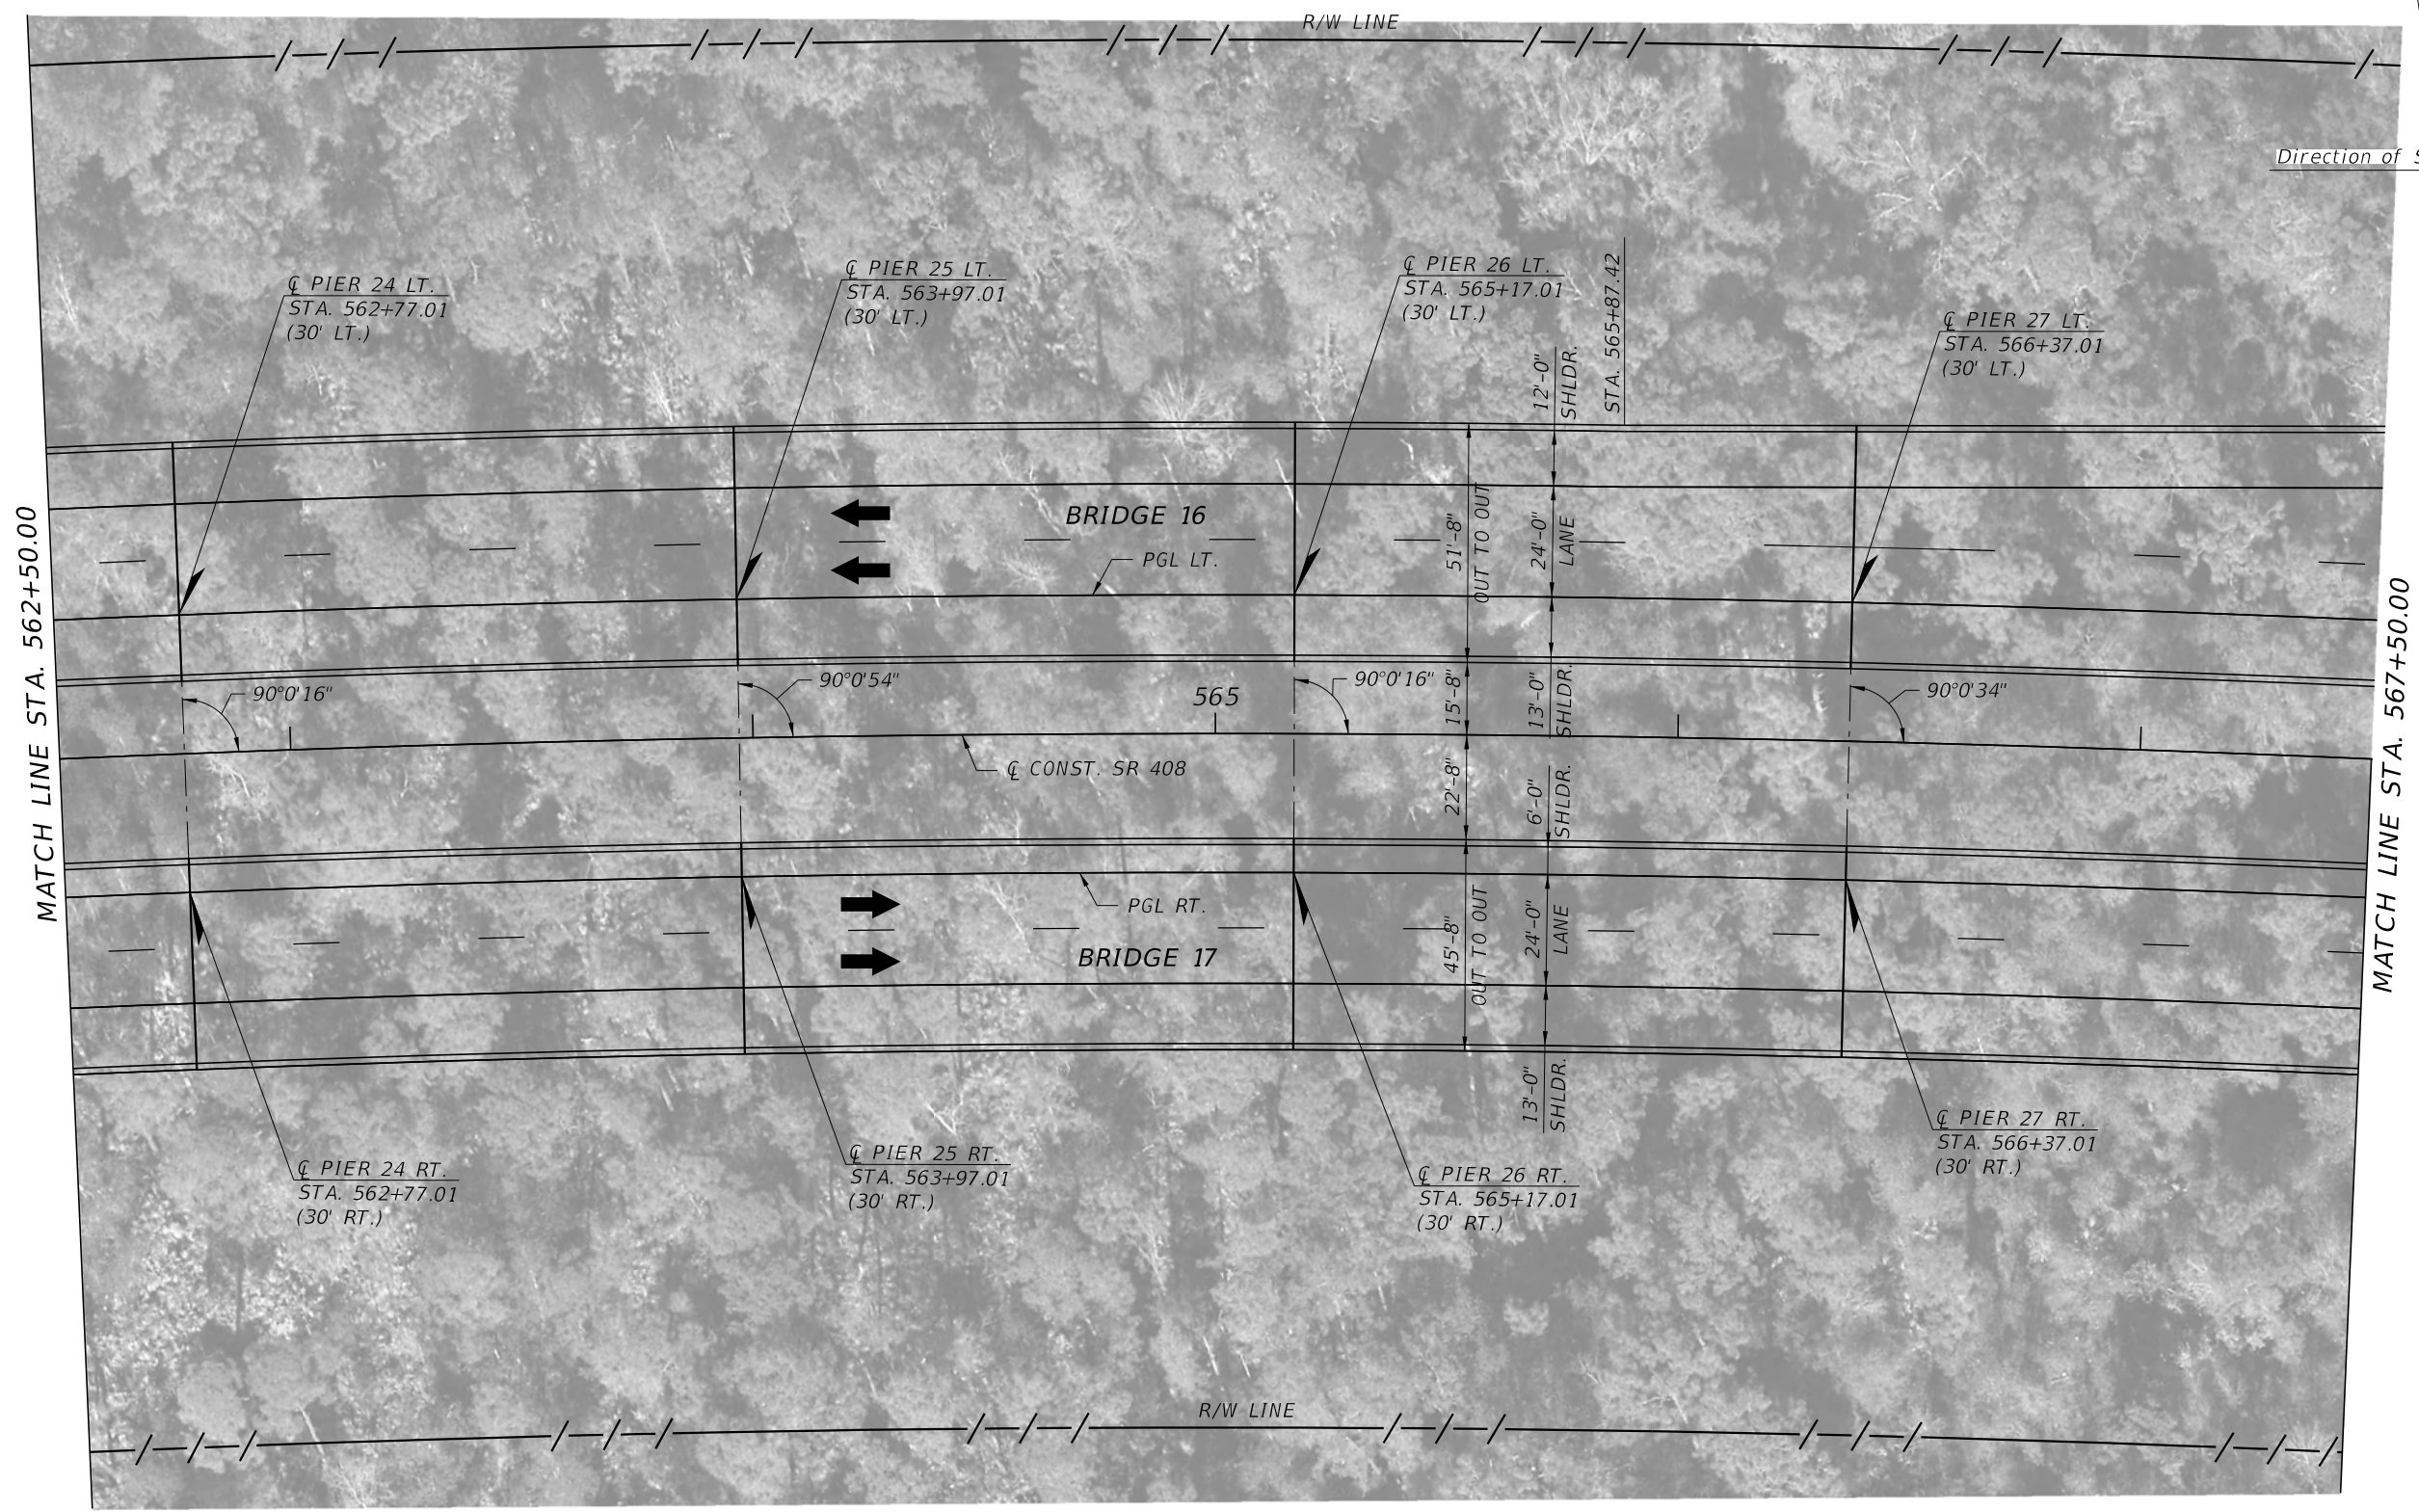 R/W LINE
Direction of
℄ PIER 24 LT.
STA. 562+77.01
(30' LT.)
℄ PIER 25 LT.
STA. 563+97.01
(30' LT.)
℄ PIER 26 LT.
STA. 565+17.01
(30' LT.)
STA. 565+87.42
℄ PIER 27 LT.
STA. 566+37.01
(30' LT.)
12'-0"
SHLDR.
MATCH LINE STA. 562+50.00
BRIDGE 16
PGL LT.
51'-8"
OUT TO OUT
24'-0"
LANE
MATCH LINE STA. 567+50.00
90°0'16"
90°0'54"
565
90°0'16"
15'-8"
13'-0"
SHLDR.
90°0'34"
℄ CONST. SR 408
22'-8"
6'-0"
SHLDR.
PGL RT.
BRIDGE 17
45'-8"
OUT TO OUT
24'-0"
LANE
13'-0"
SHLDR.
℄ PIER 24 RT.
STA. 562+77.01
(30' RT.)
℄ PIER 25 RT.
STA. 563+97.01
(30' RT.)
℄ PIER 26 RT.
STA. 565+17.01
(30' RT.)
℄ PIER 27 RT.
STA. 566+37.01
(30' RT.)
R/W LINE